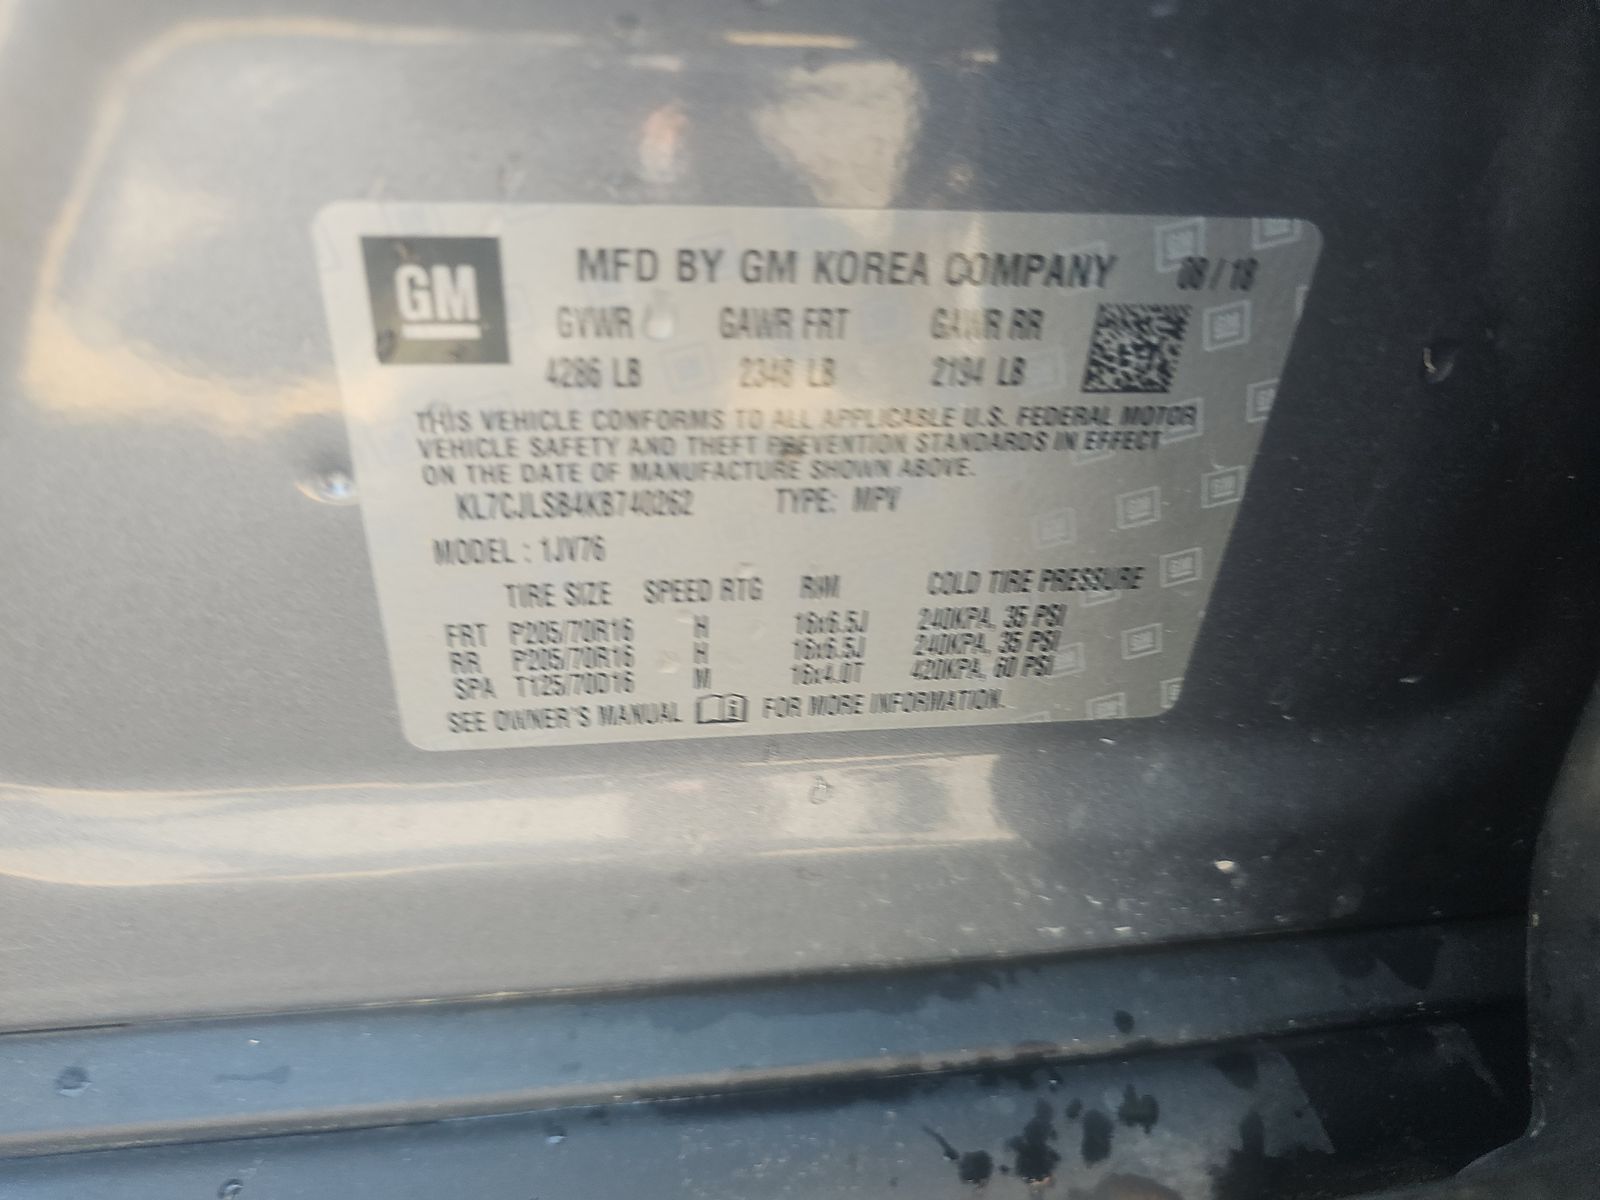 GM
MFD BY GM KOREA COMPANY 08/18
GVWR GAWR FRT GAWR RR
4286 LB 2348 LB 2194 LB
THIS VEHICLE CONFORMS TO ALL APPLICABLE U.S. FEDERAL MOTOR
VEHICLE SAFETY AND THEFT PREVENTION STANDARDS IN EFFECT
ON THE DATE OF MANUFACTURE SHOWN ABOVE.
KL7CJLSB4KB740262 TYPE: MPV
MODEL : 1JV76
TIRE SIZE SPEED RTG RIM COLD TIRE PRESSURE
FRT P205/70R16 H 16x6.5J 240KPA, 35 PSI
RR P205/70R16 H 16x6.5J 240KPA, 35 PSI
SPA T125/70D16 M 16x4.0T 420KPA, 60 PSI
SEE OWNER'S MANUAL FOR MORE INFORMATION.